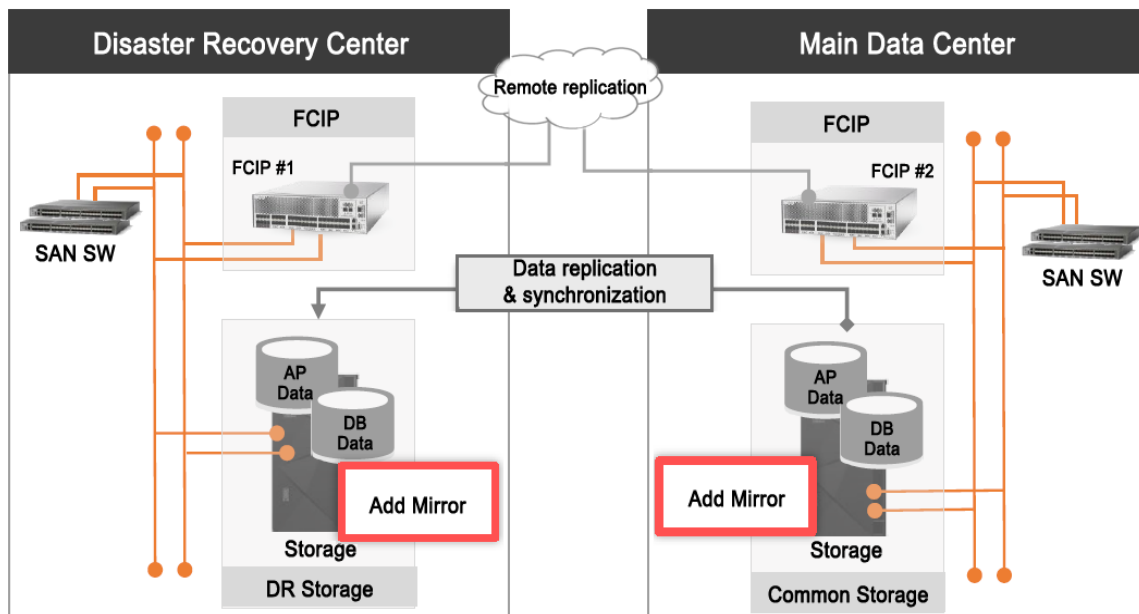 Disaster Recovery Center
Main Data Center
Remote replication
FCIP
FCIP #1
SAN SW
FCIP
FCIP #2
SAN SW
Data replication
& synchronization
AP
Data
DB
Data
Add Mirror
Storage
DR Storage
AP
Data
DB
Data
Add Mirror
Storage
Common Storage